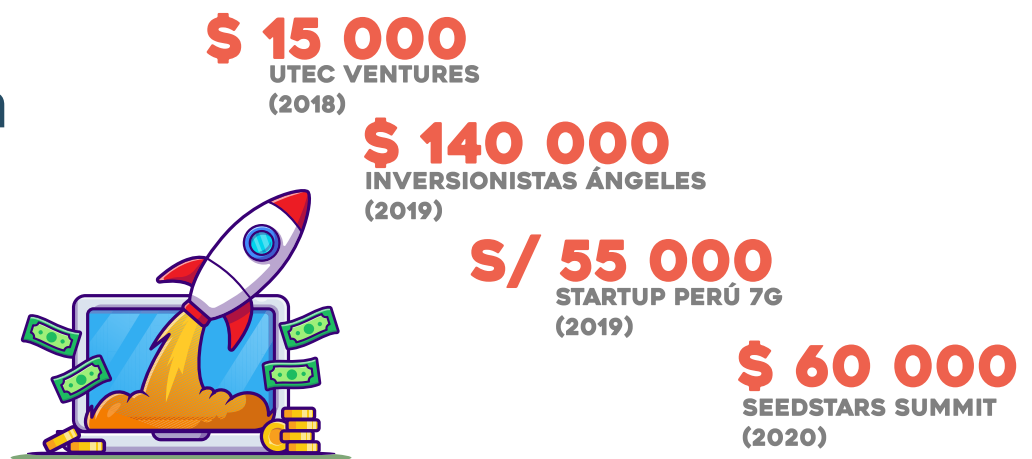 $ 15 000
UTEC VENTURES
(2018)
$ 140 000
INVERSIONISTAS ÁNGELES
(2019)
S/ 55 000
STARTUP PERÚ 7G
(2019)
$ 60 000
SEEDSTARS SUMMIT
(2020)